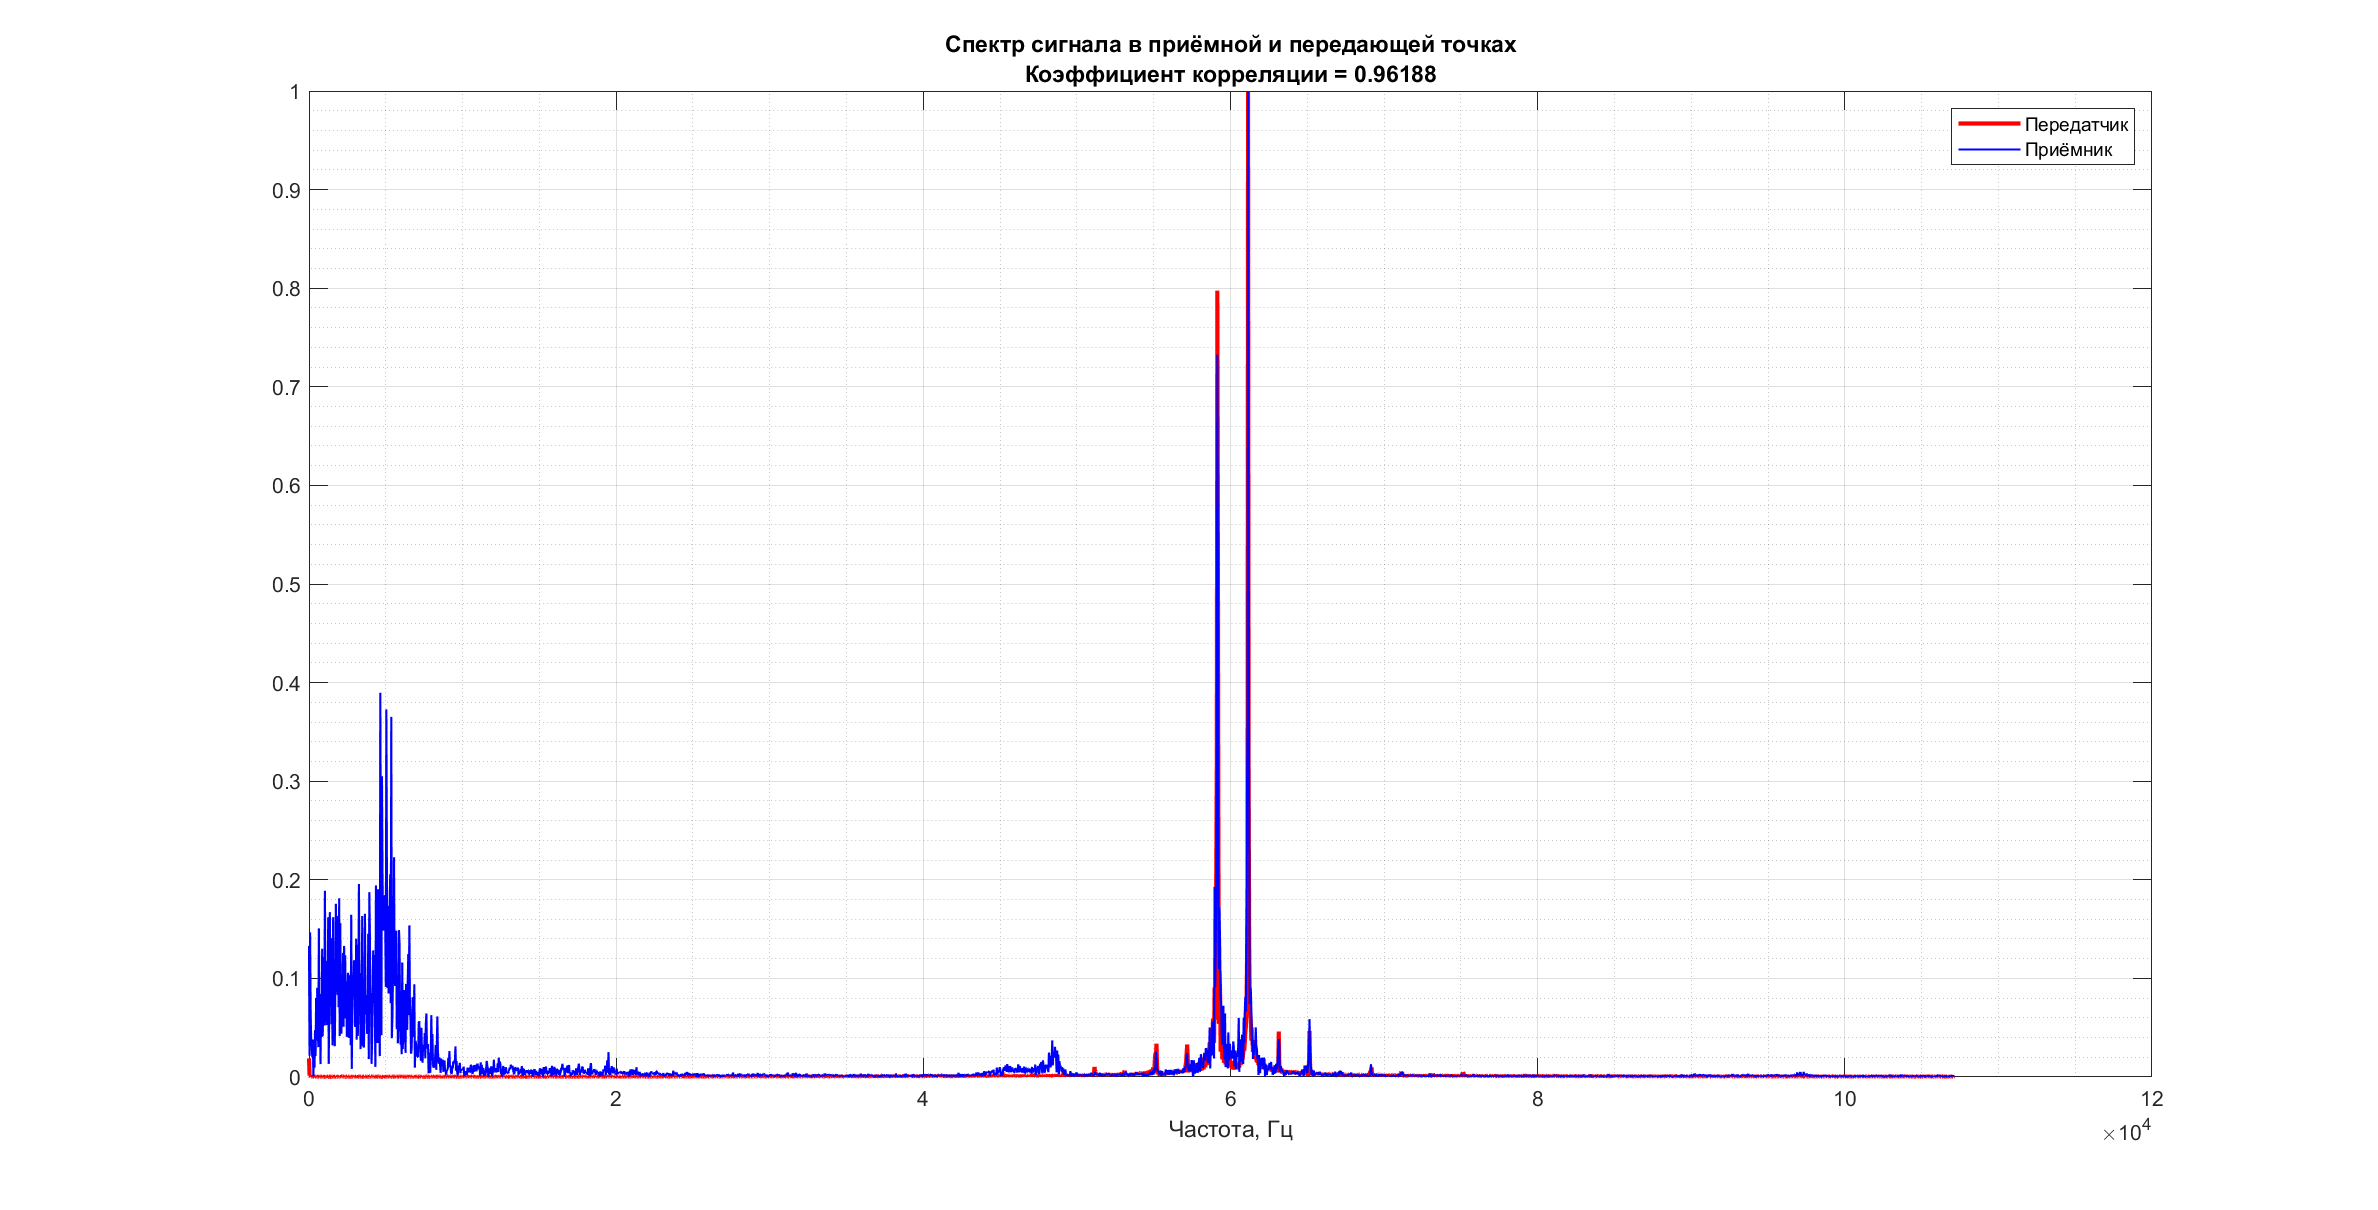 Спектр сигнала в приёмной и передающей точках
Коэффициент корреляции = 0.96188
1
0.9
0.8
0.7
0.6
0.5
0.4
0.3
0.2
0.1
0
Передатчик
Приёмник
0 2 4 6 8 10 12
Частота, Гц
×10⁴